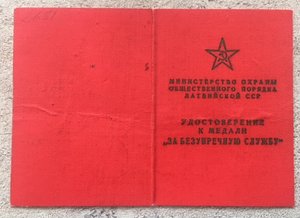 МИНИСТЕРСТВО ОХРАНЫ
ОБЩЕСТВЕННОГО ПОРЯДКА
ЛАТВИЙСКОЙ ССР
УДОСТОВЕРЕНИЕ
К МЕДАЛИ
„ЗА БЕЗУПРЕЧНУЮ СЛУЖБУ"